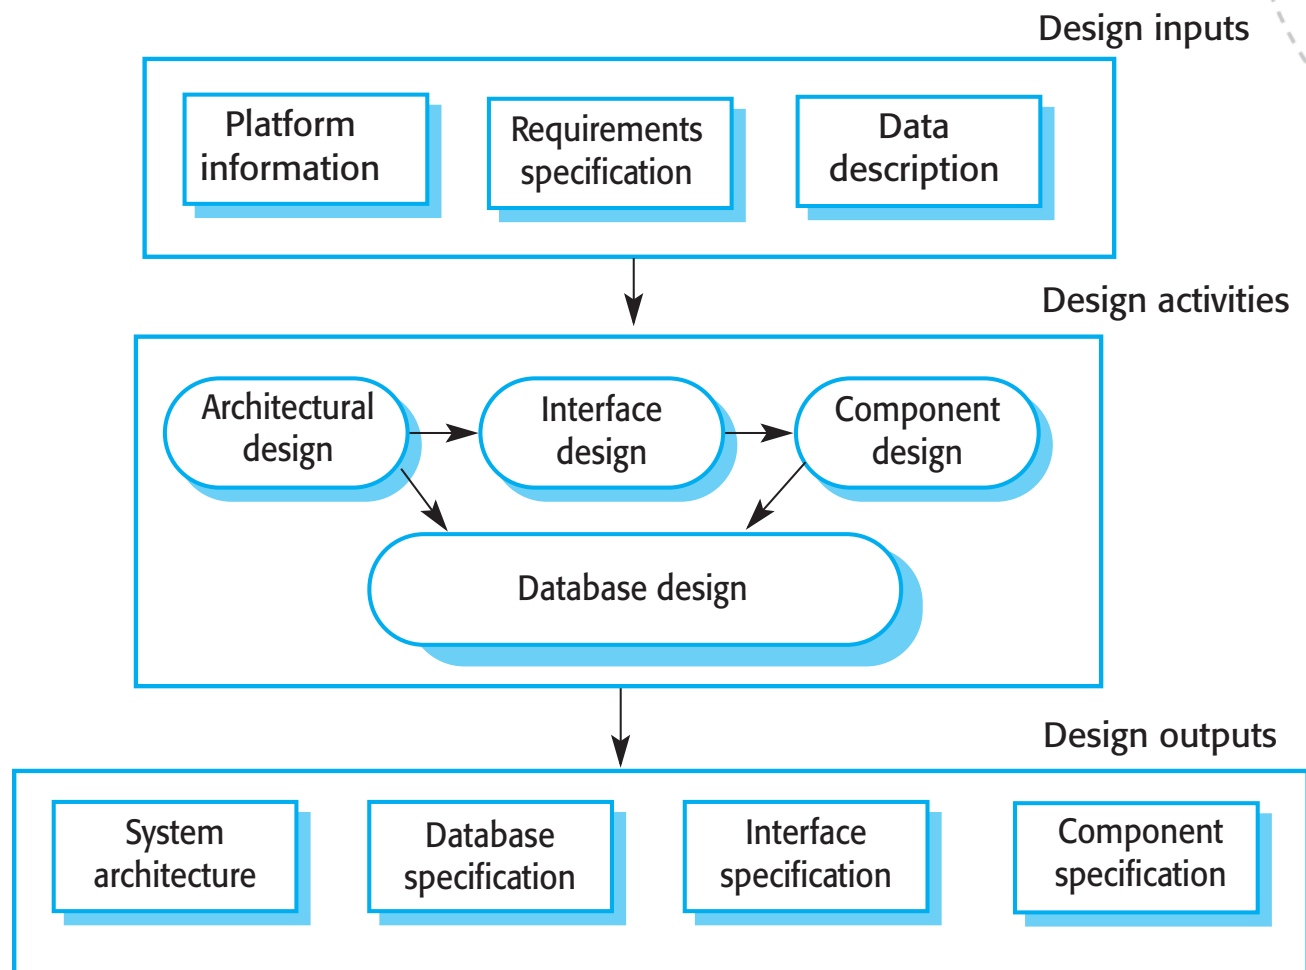 Design inputs
Platform
information
Requirements
specification
Data
description
Design activities
Architectural
design
Interface
design
Component
design
Database design
Design outputs
System
architecture
Database
specification
Interface
specification
Component
specification